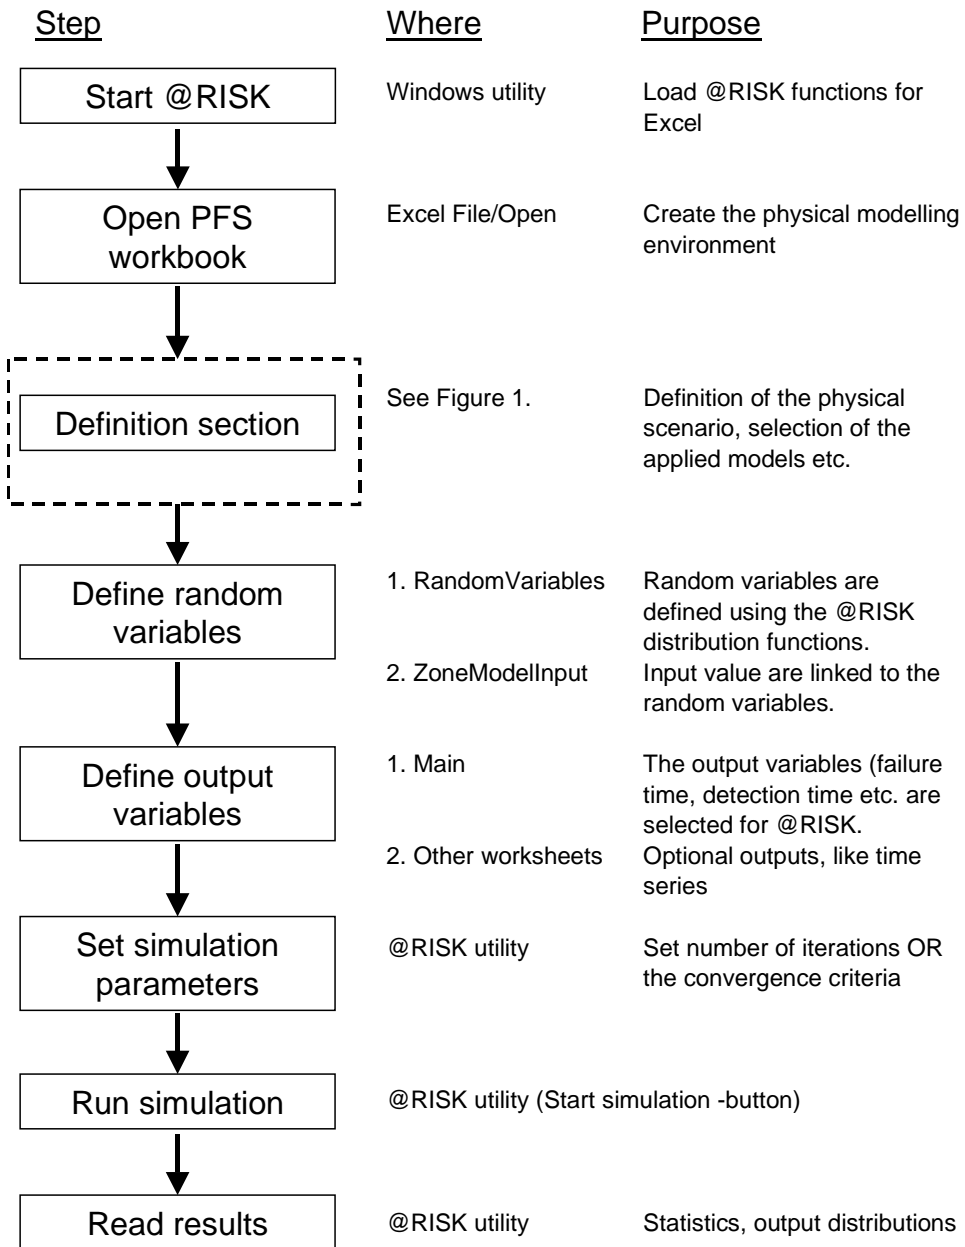 Step Where Purpose
Start @RISK Windows utility Load @RISK functions for
Excel
Open PFS
workbook
Excel File/Open
Create the physical modelling
environment
Definition section
See Figure 1.
Definition of the physical
scenario, selection of the
applied models etc.
Define random
variables
1. RandomVariables
Random variables are
defined using the @RISK
distribution functions.
2. ZoneModelInput
Input value are linked to the
random variables.
Define output
variables
1. Main
The output variables (failure
time, detection time etc. are
selected for @RISK.
2. Other worksheets
Optional outputs, like time
series
Set simulation
parameters
@RISK utility
Set number of iterations OR
the convergence criteria
Run simulation
@RISK utility (Start simulation -button)
Read results
@RISK utility
Statistics, output distributions